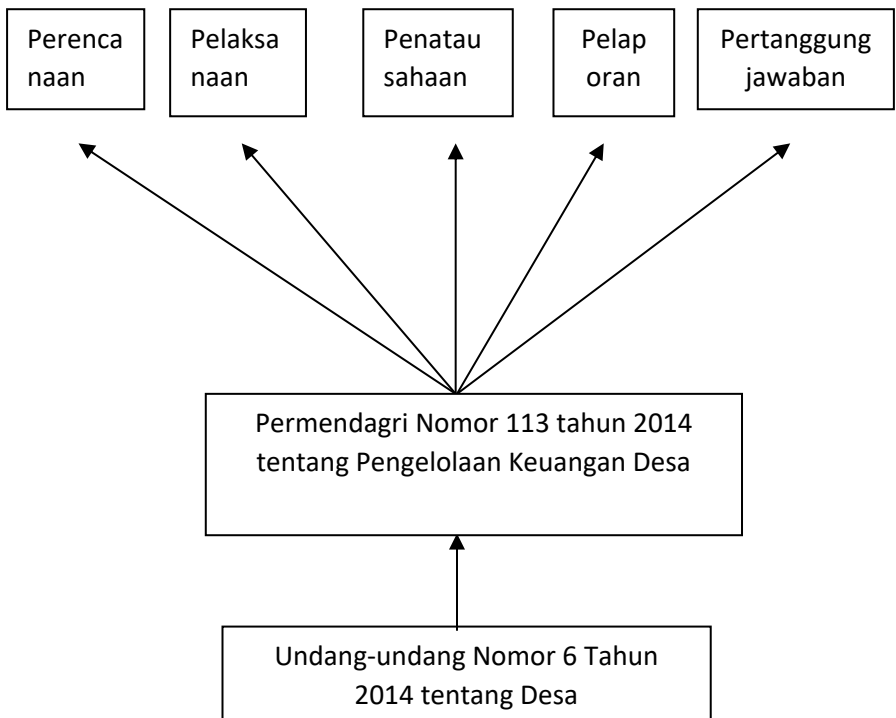 Perenca
naan
Pelaksa
naan
Penatau
sahaan
Pelap
oran
Pertanggung
jawaban
Permendagri Nomor 113 tahun 2014
tentang Pengelolaan Keuangan Desa
Undang-undang Nomor 6 Tahun
2014 tentang Desa